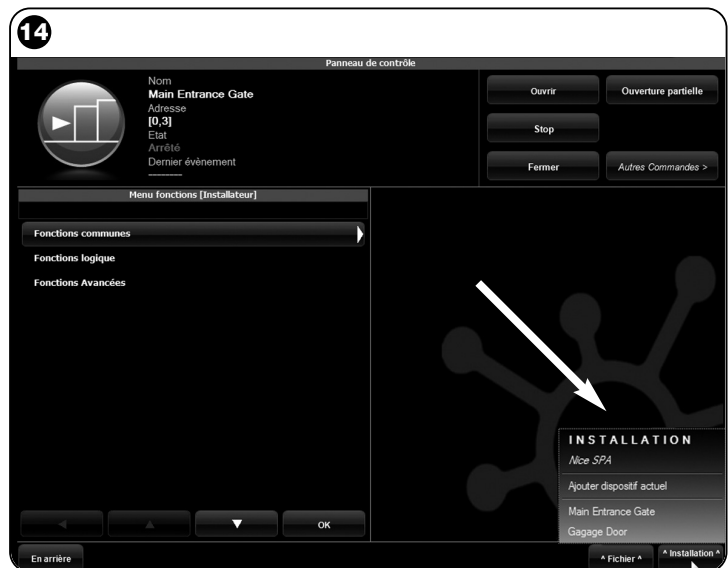 14
Panneau de contrôle
Nom
Main Entrance Gate
Adresse
[0,3]
Etat
Arrêté
Dernier évènement
--------
Ouvrir
Ouverture partielle
Stop
Fermer
Autres Commandes >
Menu fonctions [Installateur]
Fonctions communes
Fonctions logique
Fonctions Avancées
INSTALLATION
Nice SPA
Ajouter dispositif actuel
Main Entrance Gate
Gagage Door
OK
En arrière
^ Fichier ^
^ Installation ^